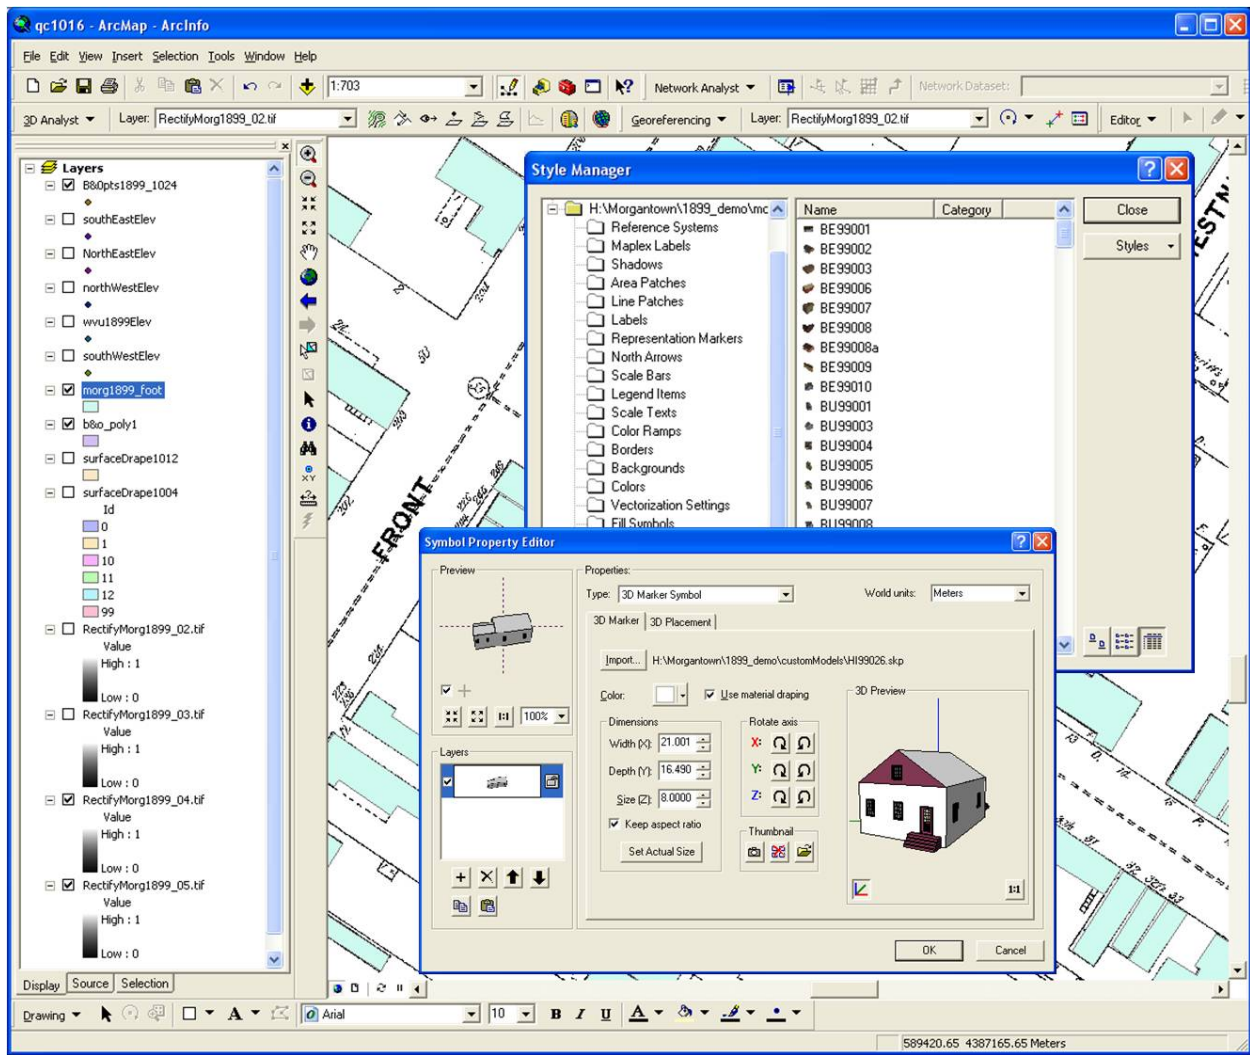 qc1016 - ArcMap - ArcInfo
File Edit View Insert Selection Tools Window Help
1:703
Network Analyst
Network Dataset:
3D Analyst
Layer: RectifyMorg1899_02.tif
Georeferencing
Layer: RectifyMorg1899_02.tif
Editor
Layers
B&Opts1899_1024
southEastElev
NorthEastElev
northWestElev
wvu1899Elev
southWestElev
morg1899_foot
b&o_poly1
surfaceDrape1012
surfaceDrape1004
Id
0
1
10
11
12
99
RectifyMorg1899_02.tif
Value
High : 1
Low : 0
RectifyMorg1899_03.tif
Value
High : 1
Low : 0
RectifyMorg1899_04.tif
Value
High : 1
Low : 0
RectifyMorg1899_05.tif
Value
High : 1
Low : 0
Display Source Selection
FRONT
Style Manager
H:\Morgantown\1899_demo\mc
Reference Systems
Maplex Labels
Shadows
Area Patches
Line Patches
Labels
Representation Markers
North Arrows
Scale Bars
Legend Items
Scale Texts
Color Ramps
Borders
Backgrounds
Colors
Vectorization Settings
Fill Symbols
Name Category
BE99001
BE99002
BE99003
BE99006
BE99007
BE99008
BE99008a
BE99009
BE99010
BU99001
BU99003
BU99004
BU99005
BU99006
BU99007
BU99008
Close
Styles
Symbol Property Editor
Preview
100%
Layers
Properties:
Type: 3D Marker Symbol
World units: Meters
3D Marker 3D Placement
Import... H:\Morgantown\1899_demo\customModels\HI99026.skp
Color:
Use material draping
Dimensions
Width (X): 21.001
Depth (Y): 16.490
Size (Z): 8.0000
Keep aspect ratio
Set Actual Size
Rotate axis
X:
Y:
Z:
Thumbnail
3D Preview
1:1
OK Cancel
Drawing
Arial
10
B I U A
589420.65 4387165.65 Meters